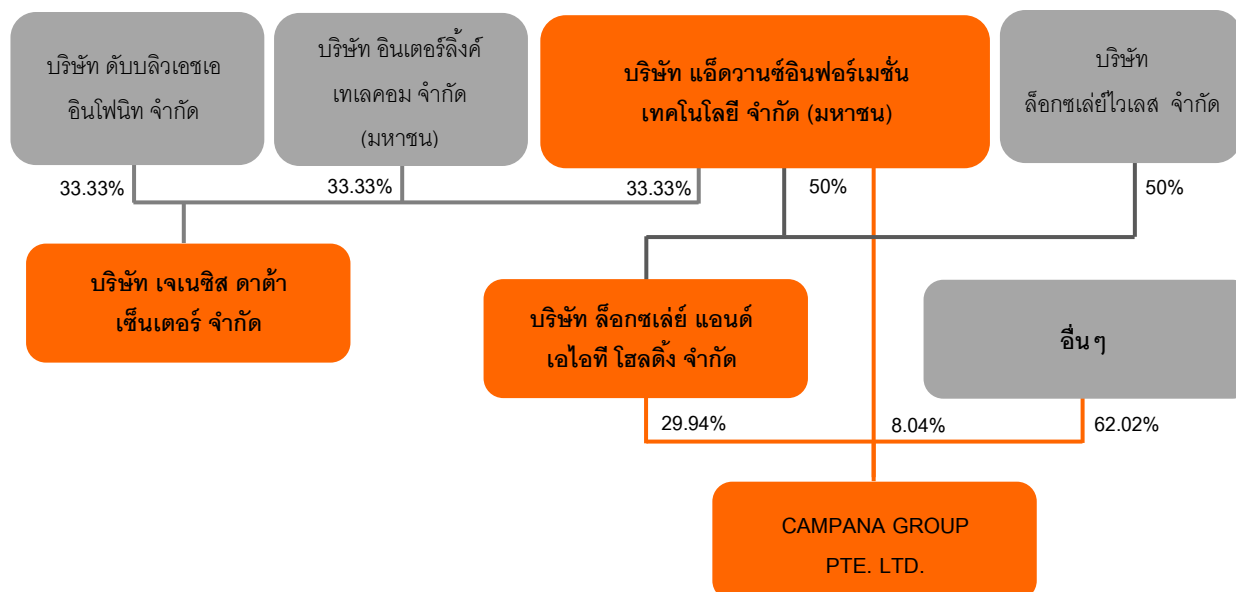 บริษัท ดับบลิวเอชเอ
อินโฟนิท จำกัด
บริษัท อินเตอร์ลิ้งค์
เทเลคอม จำกัด
(มหาชน)
บริษัท แอ็ดวานซ์อินฟอร์เมชั่น
เทคโนโลยี จำกัด (มหาชน)
บริษัท
ล็อกซเล่ย์ไวเลส จำกัด
33.33%
33.33%
33.33%
50%
50%
บริษัท เจเนซิส ดาต้า
เซ็นเตอร์ จำกัด
บริษัท ล็อกซเล่ย์ แอนด์
เอไอที โฮลดิ้ง จำกัด
อื่นๆ
29.94%
8.04%
62.02%
CAMPANA GROUP
PTE. LTD.